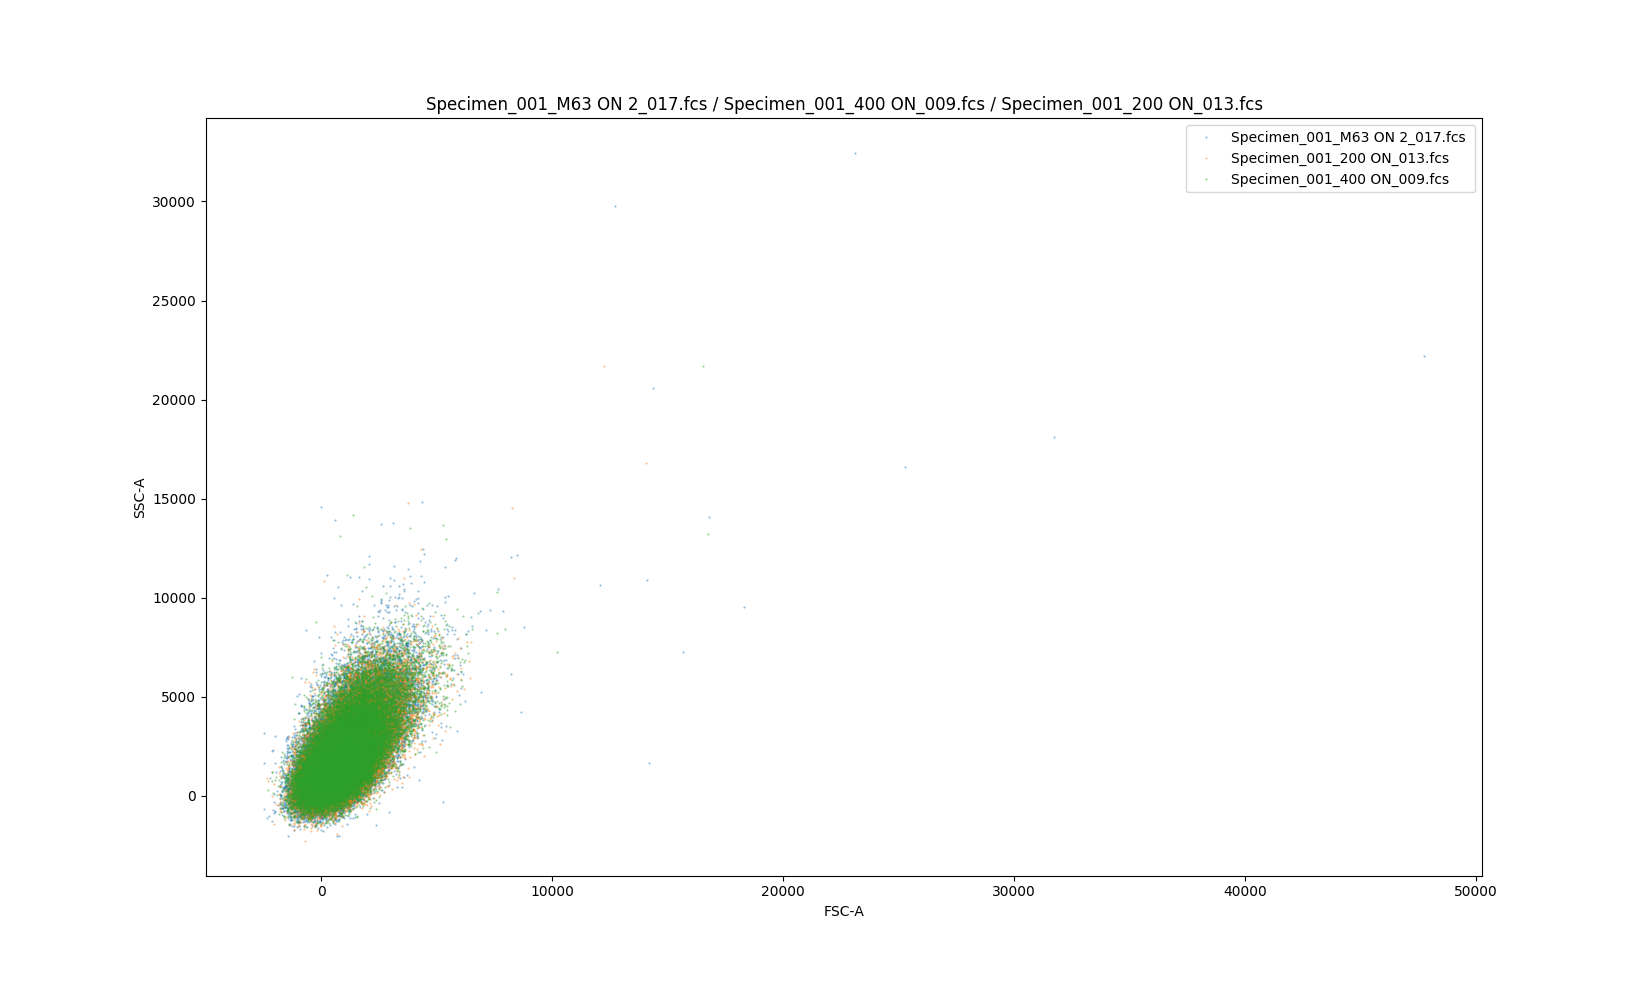 Specimen_001_M63 ON 2_017.fcs / Specimen_001_400 ON_009.fcs / Specimen_001_200 ON_013.fcs
Specimen_001_M63 ON 2_017.fcs
Specimen_001_200 ON_013.fcs
Specimen_001_400 ON_009.fcs
30000
25000
20000
15000
10000
5000
0
SSC-A
0 10000 20000 30000 40000 50000
FSC-A